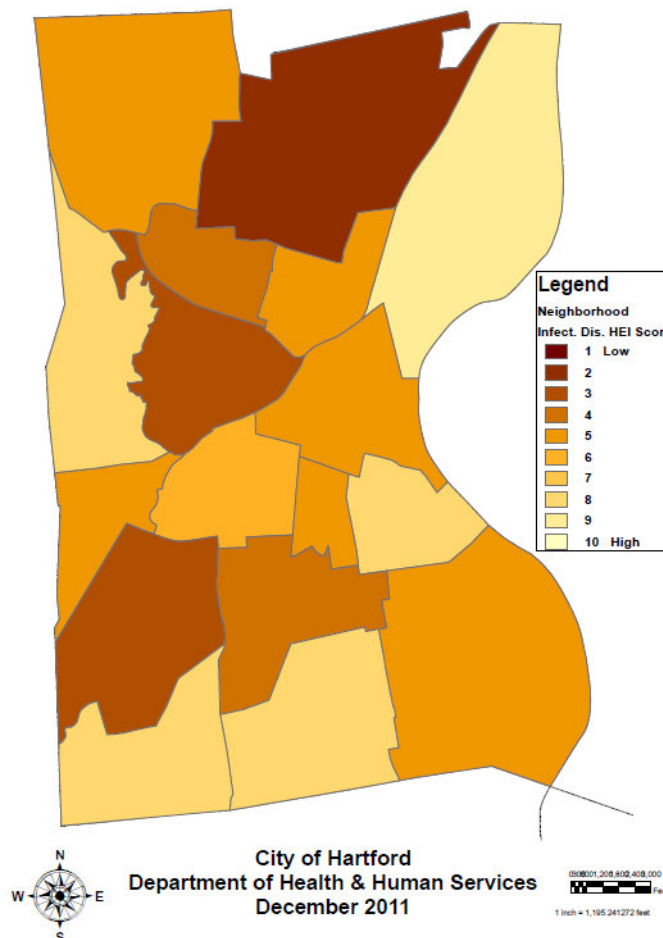 Legend
Neighborhood
Infect. Dis. HEI Scor
1 Low
2
3
4
5
6
7
8
9
10 High
N
W
E
S
City of Hartford
Department of Health & Human Services
December 2011
Fe
1 inch = 1,195.241272 feet